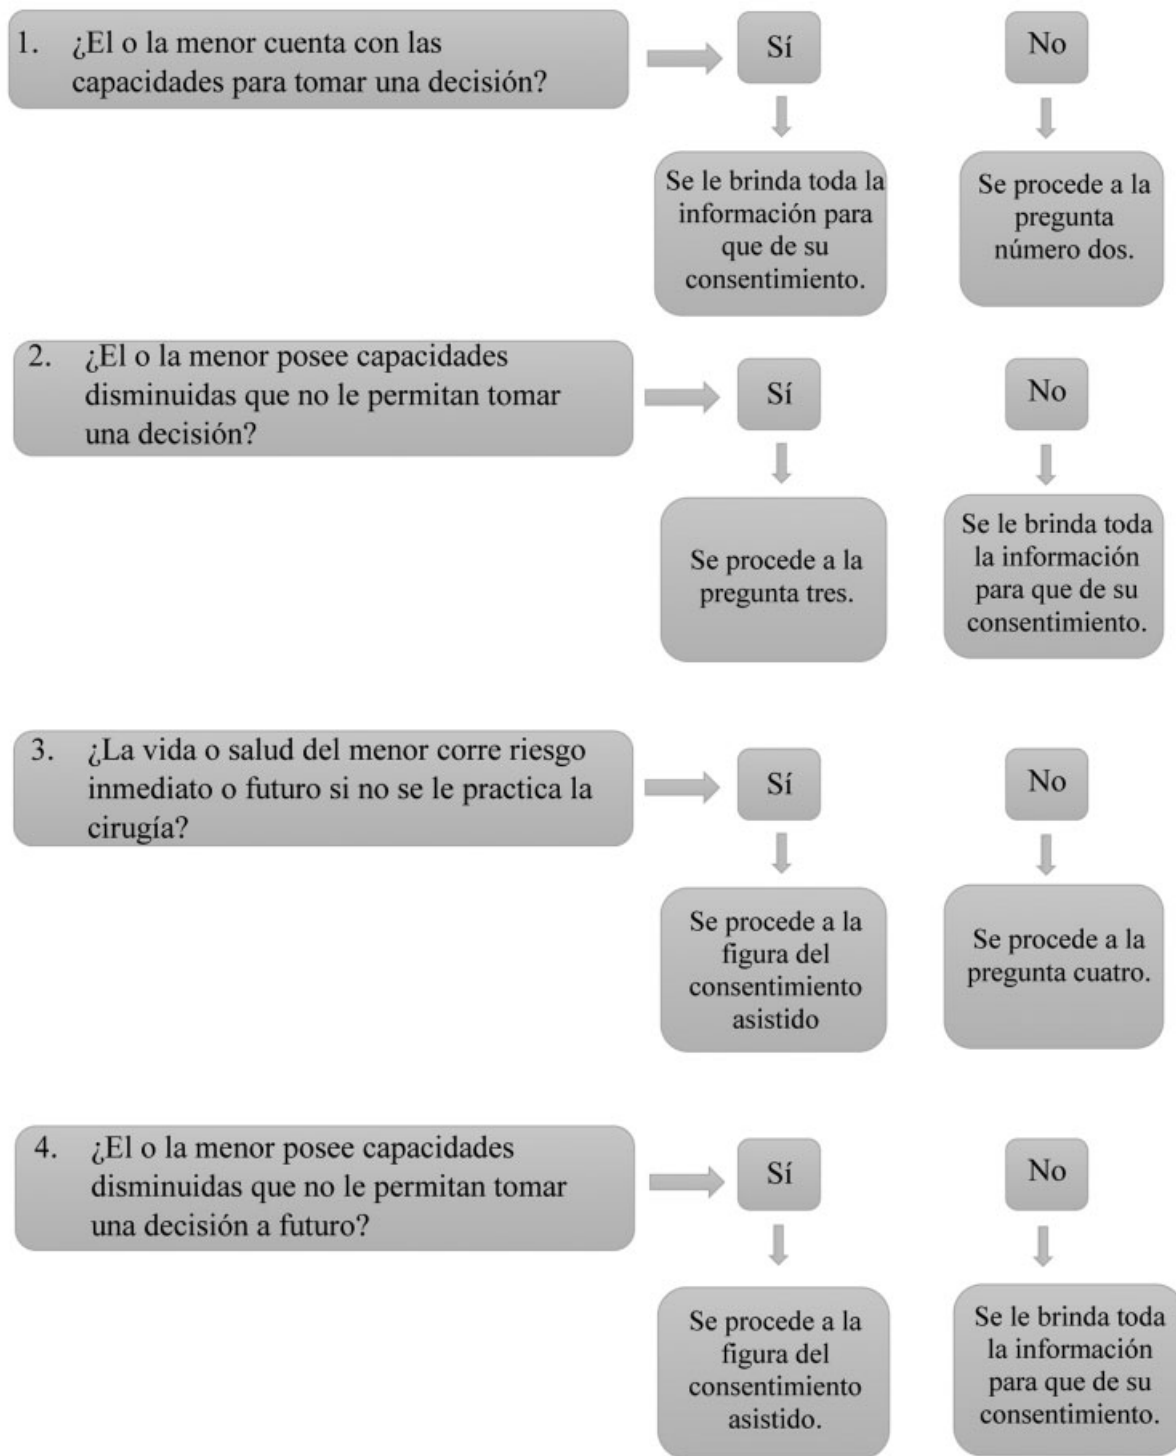 1. ¿El o la menor cuenta con las
capacidades para tomar una decisión?
Sí
No
Se le brinda toda la
información para
que de su
consentimiento.
Se procede a la
pregunta
número dos.
2. ¿El o la menor posee capacidades
disminuidas que no le permitan tomar
una decisión?
Sí
No
Se procede a la
pregunta tres.
Se le brinda toda
la información
para que de su
consentimiento.
3. ¿La vida o salud del menor corre riesgo
inmediato o futuro si no se le practica la
cirugía?
Sí
No
Se procede a la
figura del
consentimiento
asistido
Se procede a la
pregunta cuatro.
4. ¿El o la menor posee capacidades
disminuidas que no le permitan tomar
una decisión a futuro?
Sí
No
Se procede a la
figura del
consentimiento
asistido.
Se le brinda toda
la información
para que de su
consentimiento.